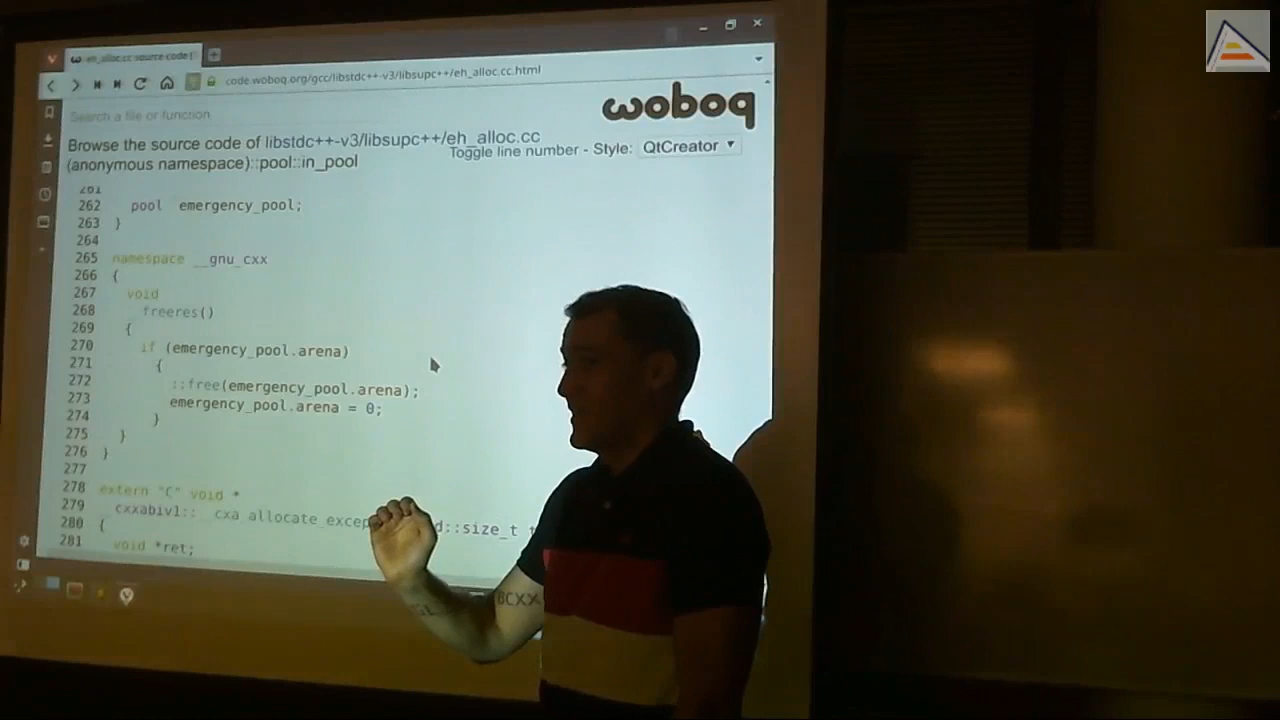 eh_alloc.cc source code [
code.woboq.org/gcc/libstdc++-v3/libsupc++/eh_alloc.cc.html
Search a file or function
woboq
Browse the source code of libstdc++-v3/libsupc++/eh_alloc.cc
Toggle line number - Style: QtCreator
(anonymous namespace)::pool::in_pool
261
262 pool emergency_pool;
263 }
264
265 namespace __gnu_cxx
266 {
267 void
268 freeres()
269 {
270 if (emergency_pool.arena)
271 {
272 ::free(emergency_pool.arena);
273 emergency_pool.arena = 0;
274 }
275 }
276 }
277
278 extern "C" void *
279 cxxabiv1::__cxa_allocate_excep d::size_t t
280 {
281 void *ret;